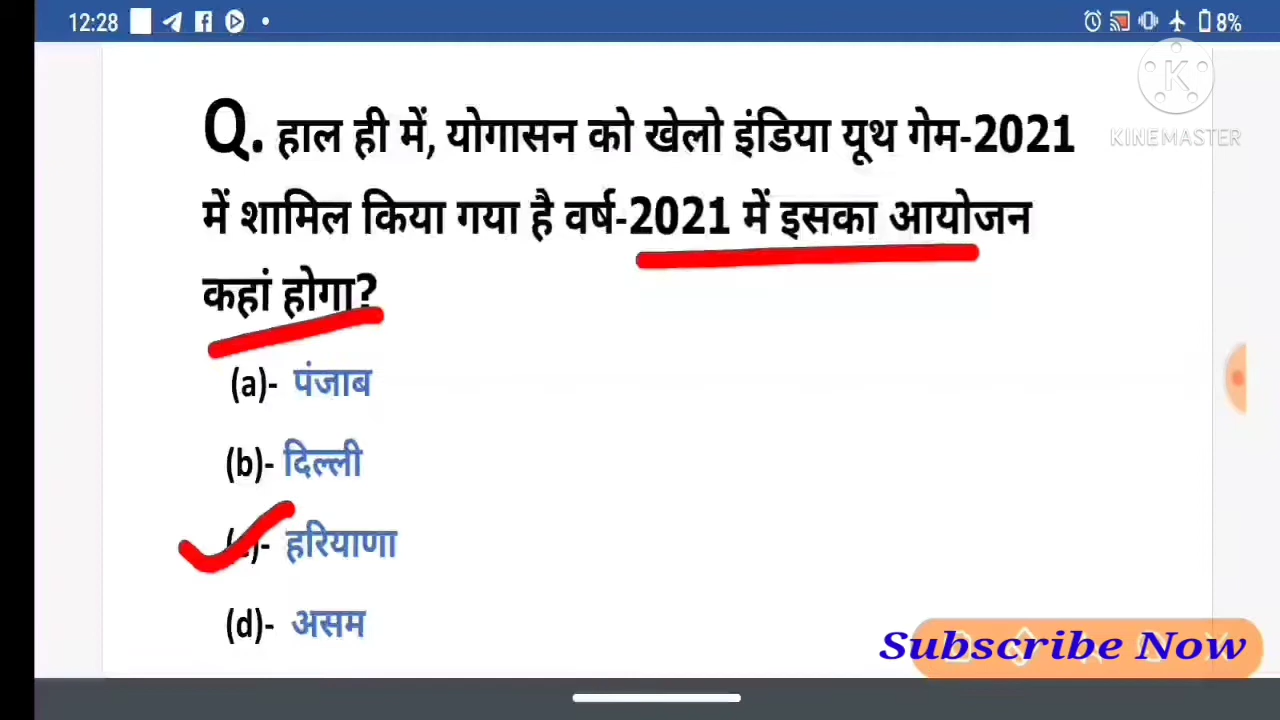 12:28
8%
KINEMASTER
Q. हाल ही में, योगासन को खेलो इंडिया यूथ गेम-2021
में शामिल किया गया है वर्ष-2021 में इसका आयोजन
कहां होगा?
(a)- पंजाब
(b)- दिल्ली
(c)- हरियाणा
(d)- असम
Subscribe Now